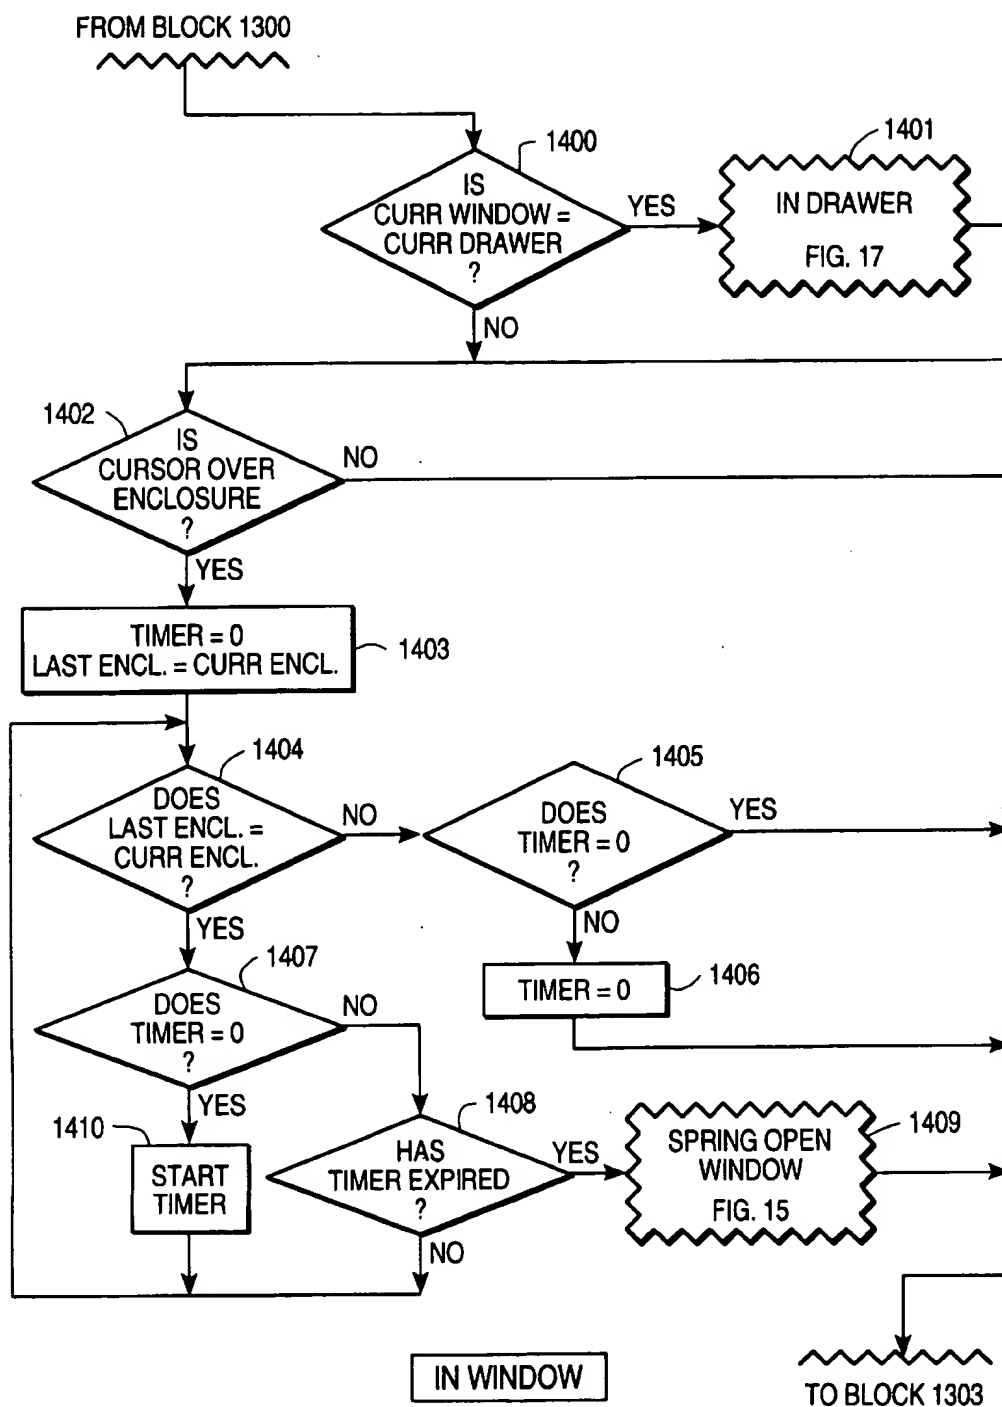 FROM BLOCK 1300
1400
IS
CURR WINDOW =
CURR DRAWER
?
YES
NO
1401
IN DRAWER
FIG. 17
1402
IS
CURSOR OVER
ENCLOSURE
?
NO
YES
TIMER = 0
LAST ENCL. = CURR ENCL.
1403
1404
DOES
LAST ENCL. =
CURR ENCL.
?
NO
YES
1405
DOES
TIMER = 0
?
YES
NO
TIMER = 0
1406
1407
DOES
TIMER = 0
?
NO
YES
1410
START
TIMER
1408
HAS
TIMER EXPIRED
?
YES
NO
SPRING OPEN
WINDOW
FIG. 15
1409
IN WINDOW
TO BLOCK 1303